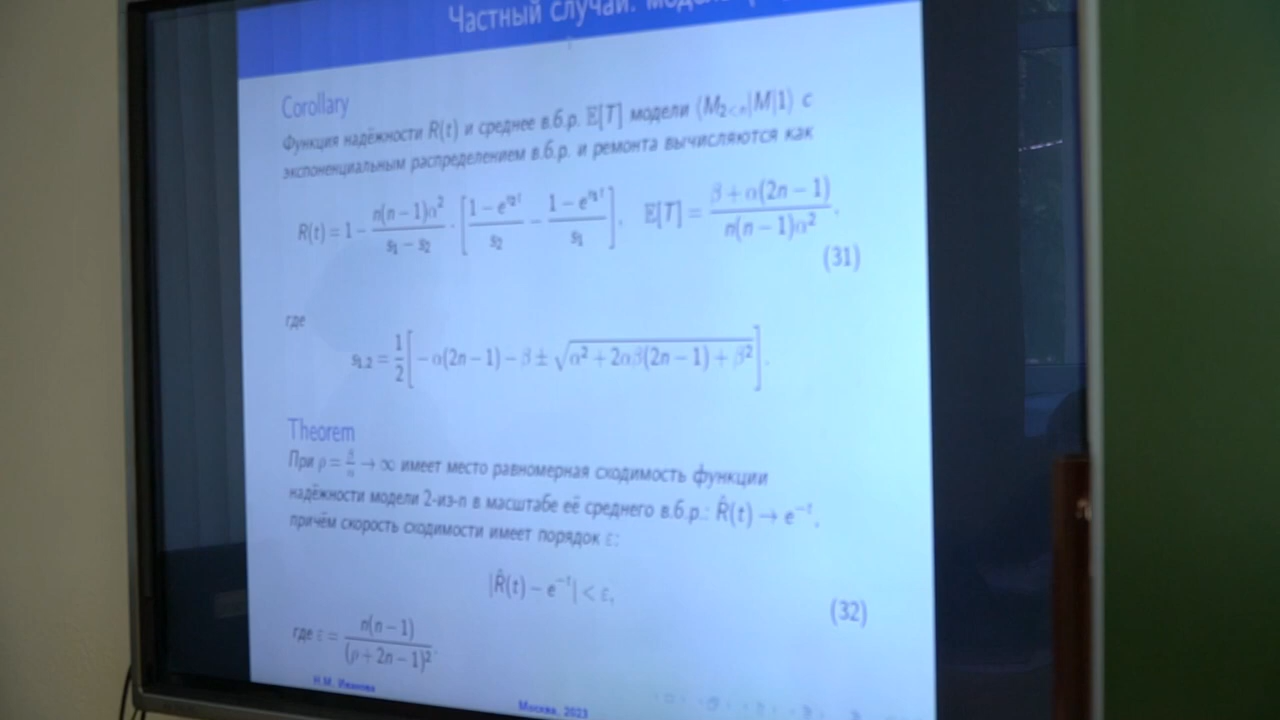 Частный случай:
Corollary
Функция надёжности R(t) и среднее в.б.р. 𝔼[T] модели ⟨M₂<ₙ|M|1⟩ с
экспоненциальным распределением в.б.р. и ремонта вычисляются как
R(t) = 1 − n(n − 1)α² / (s₁ − s₂) · [ (1 − e^{s₂t}) / s₂ − (1 − e^{s₁t}) / s₁ ], 𝔼[T] = (β + α(2n − 1)) / (n(n − 1)α²).
(31)
где
s₁,₂ = 1/2 [ − α(2n − 1) − β ± √(α² + 2αβ(2n − 1) + β²) ].
Theorem
При ρ = β/α → ∞ имеет место равномерная сходимость функции
надёжности модели 2-из-n в масштабе её среднего в.б.р.: R̂(t) → e^{−t},
причём скорость сходимости имеет порядок ε:
|R̂(t) − e^{−t}| < ε,
(32)
где ε = n(n − 1) / (ρ + 2n − 1)².
Н.М. Иванова
Москва, 2023